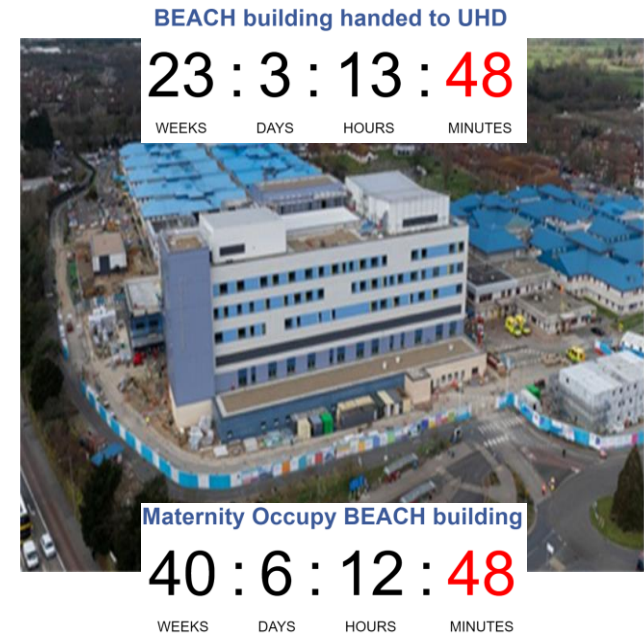 BEACH building handed to UHD
23 : 3 : 13 : 48
WEEKS DAYS HOURS MINUTES
Maternity Occupy BEACH building
40 : 6 : 12 : 48
WEEKS DAYS HOURS MINUTES